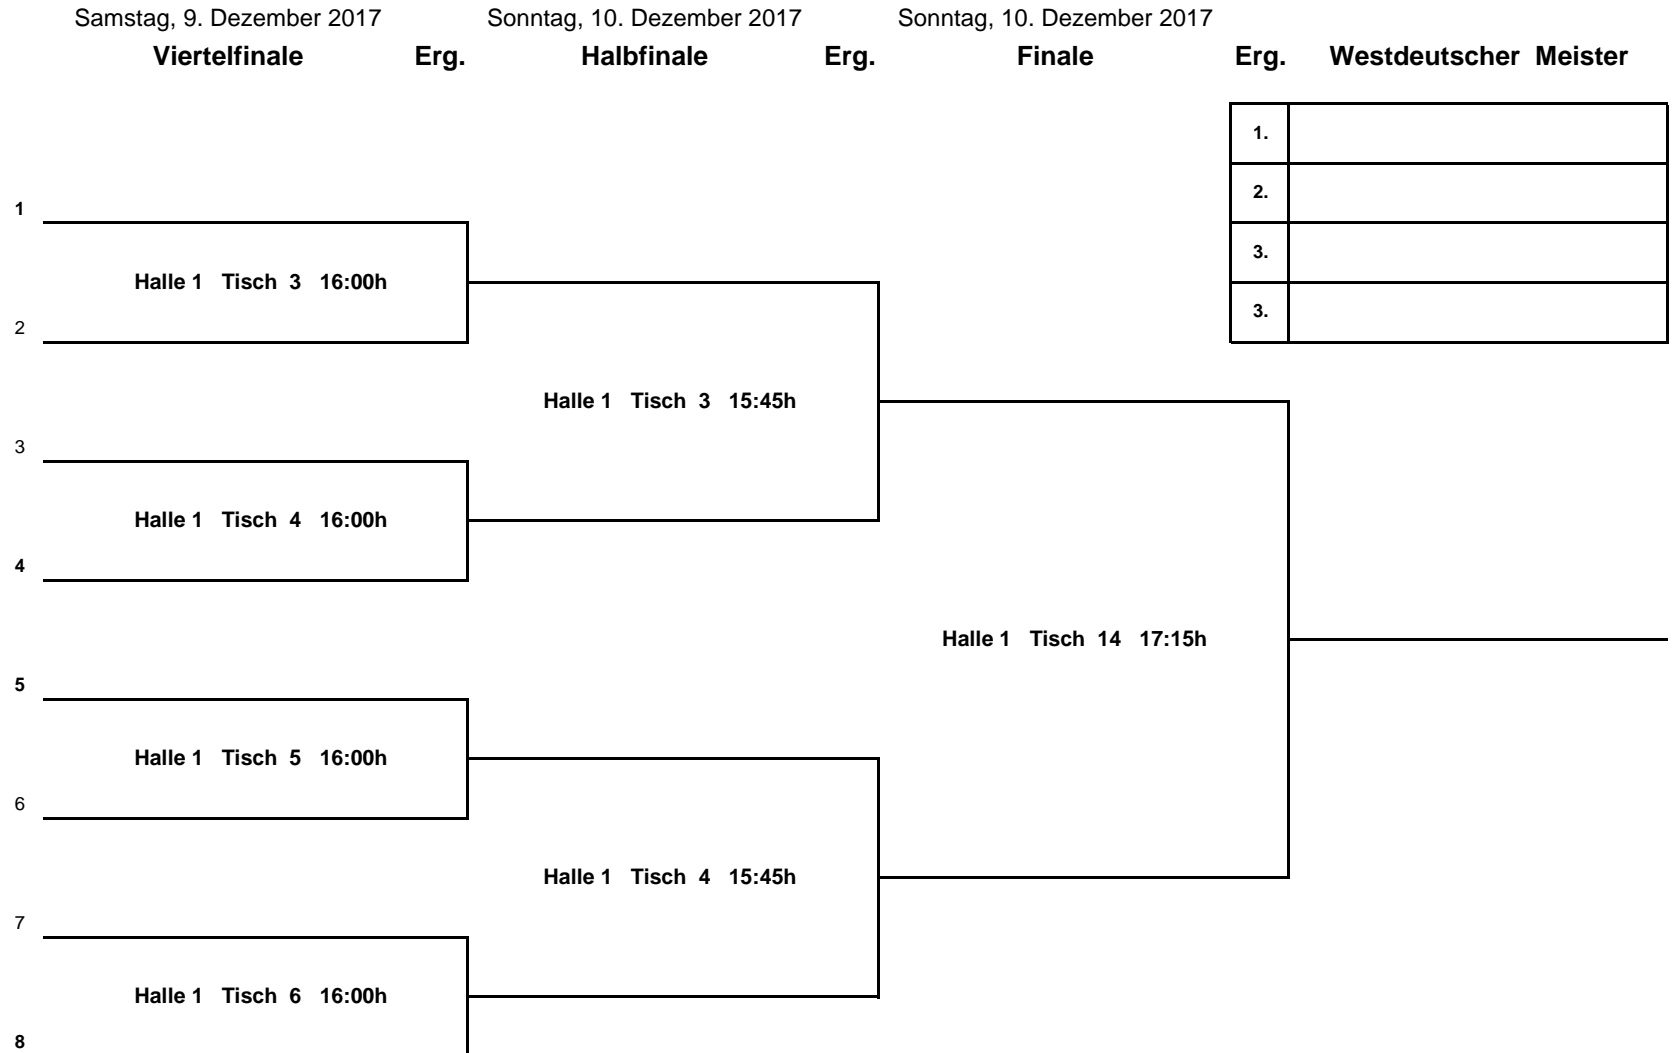 Samstag, 9. Dezember 2017 Sonntag, 10. Dezember 2017 Sonntag, 10. Dezember 2017
Viertelfinale Erg. Halbfinale Erg. Finale Erg. Westdeutscher Meister
1.
2.
1
3.
Halle 1 Tisch 3 16:00h
3.
2
Halle 1 Tisch 3 15:45h
3
Halle 1 Tisch 4 16:00h
4
Halle 1 Tisch 14 17:15h
5
Halle 1 Tisch 5 16:00h
6
Halle 1 Tisch 4 15:45h
7
Halle 1 Tisch 6 16:00h
8